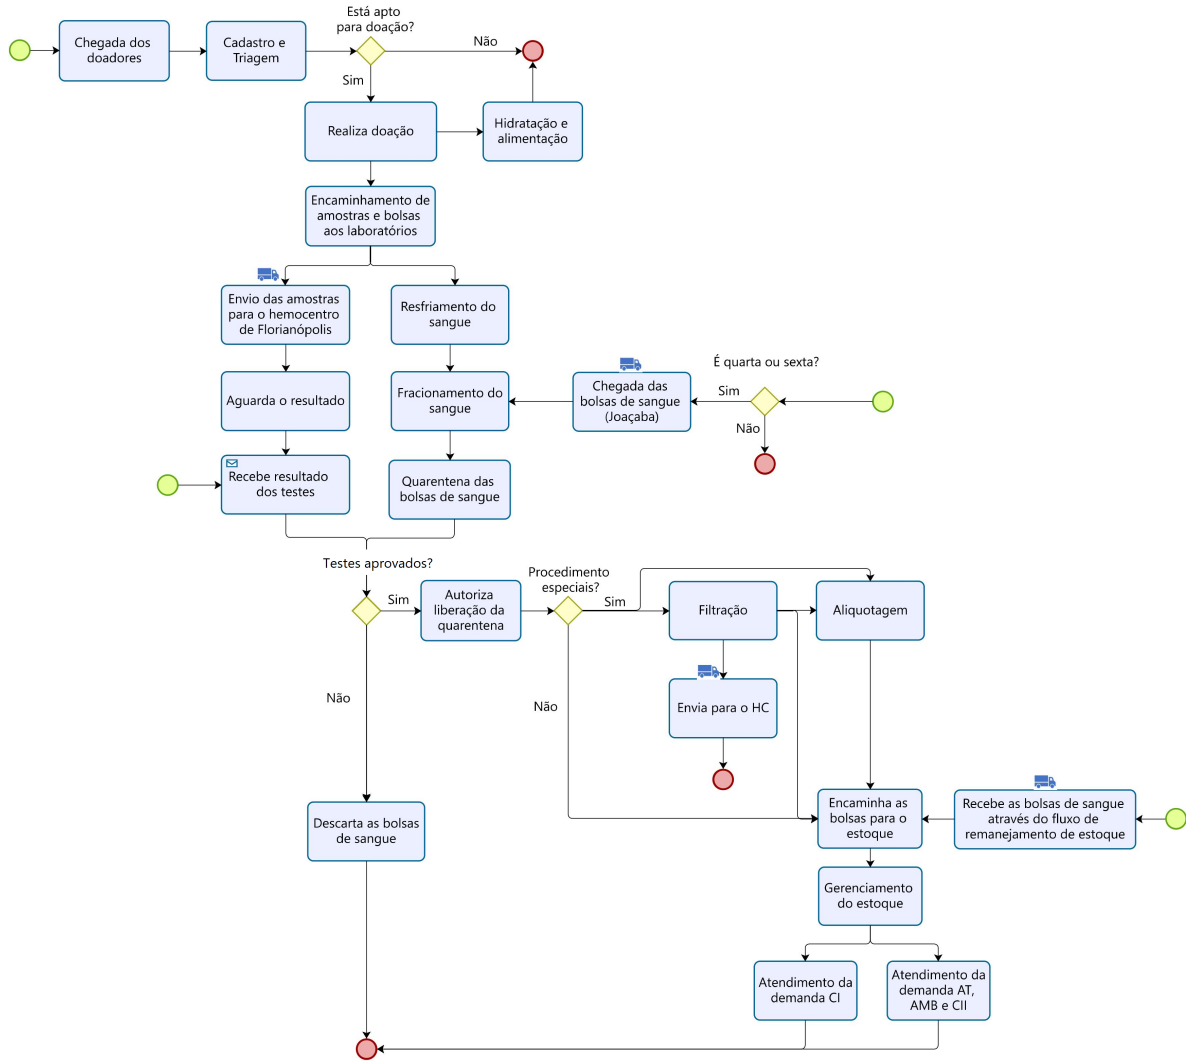 Está apto
para doação?
Chegada dos
doadores
Cadastro e
Triagem
Não
Sim
Realiza doação
Hidratação e
alimentação
Encaminhamento de
amostras e bolsas
aos laboratórios
Envio das amostras
para o hemocentro
de Florianópolis
Resfriamento do
sangue
É quarta ou sexta?
Aguarda o resultado
Fracionamento do
sangue
Chegada das
bolsas de sangue
(Joaçaba)
Sim
Não
Recebe resultado
dos testes
Quarentena das
bolsas de sangue
Testes aprovados?
Procedimento
especiais?
Sim
Autoriza
liberação da
quarentena
Sim
Filtração
Aliquotagem
Não
Não
Envia para o HC
Descarta as bolsas
de sangue
Encaminha as
bolsas para o
estoque
Recebe as bolsas de sangue
através do fluxo de
remanejamento de estoque
Gerenciamento
do estoque
Atendimento da
demanda CI
Atendimento da
demanda AT,
AMB e CII